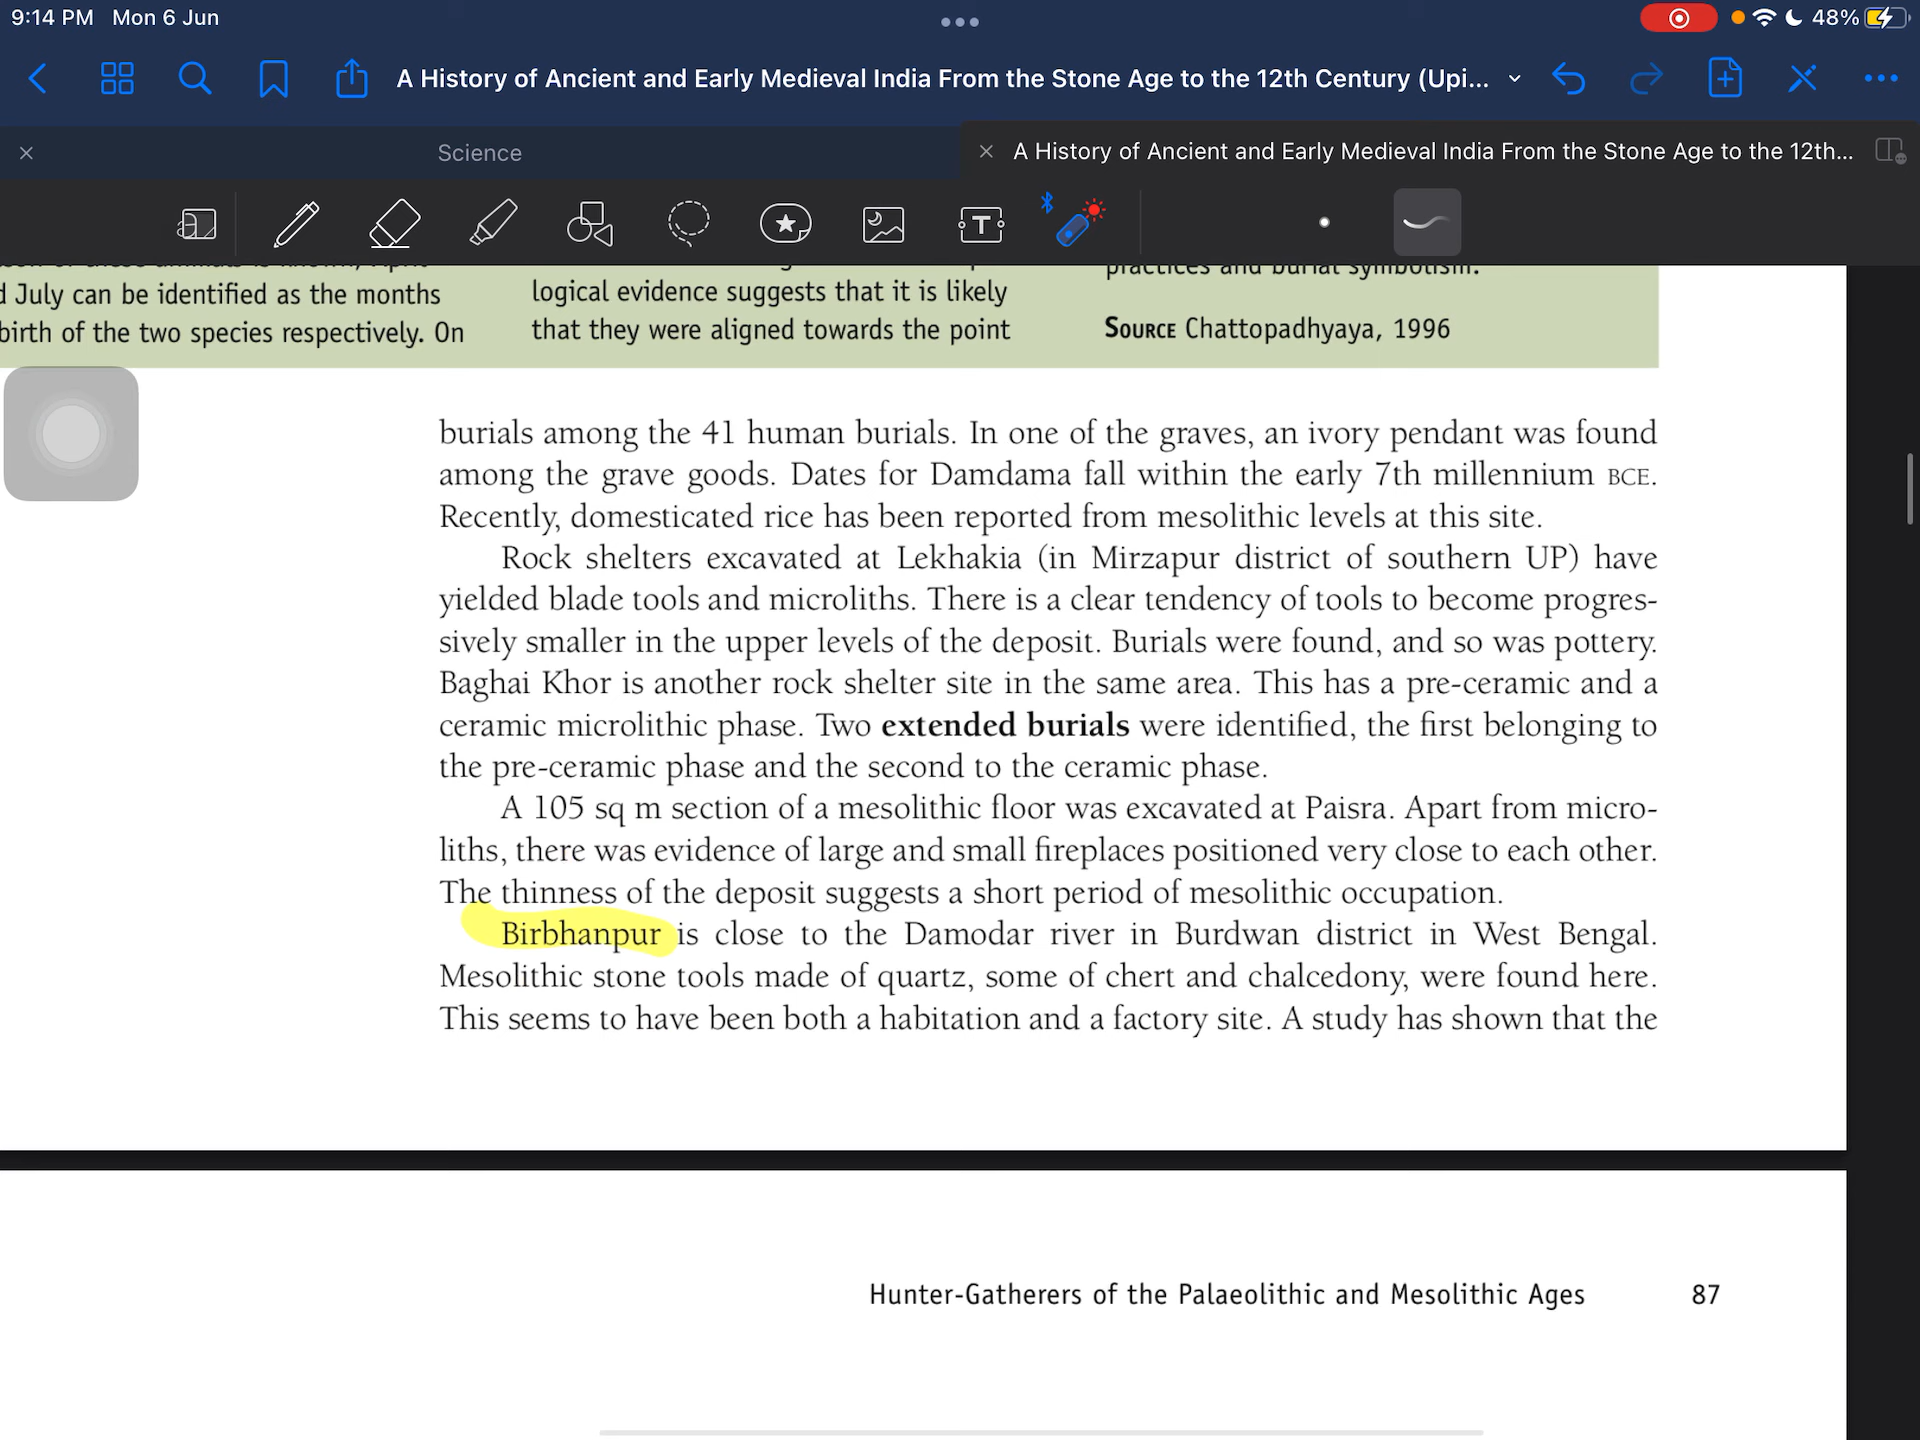 9:14 PM Mon 6 Jun
48%
A History of Ancient and Early Medieval India From the Stone Age to the 12th Century (Upi...
Science
A History of Ancient and Early Medieval India From the Stone Age to the 12th...
July can be identified as the months
birth of the two species respectively. On
logical evidence suggests that it is likely
that they were aligned towards the point
practices and burial symbolism.
SOURCE Chattopadhyaya, 1996
burials among the 41 human burials. In one of the graves, an ivory pendant was found
among the grave goods. Dates for Damdama fall within the early 7th millennium BCE.
Recently, domesticated rice has been reported from mesolithic levels at this site.
Rock shelters excavated at Lekhakia (in Mirzapur district of southern UP) have
yielded blade tools and microliths. There is a clear tendency of tools to become progres-
sively smaller in the upper levels of the deposit. Burials were found, and so was pottery.
Baghai Khor is another rock shelter site in the same area. This has a pre-ceramic and a
ceramic microlithic phase. Two extended burials were identified, the first belonging to
the pre-ceramic phase and the second to the ceramic phase.
A 105 sq m section of a mesolithic floor was excavated at Paisra. Apart from micro-
liths, there was evidence of large and small fireplaces positioned very close to each other.
The thinness of the deposit suggests a short period of mesolithic occupation.
Birbhanpur is close to the Damodar river in Burdwan district in West Bengal.
Mesolithic stone tools made of quartz, some of chert and chalcedony, were found here.
This seems to have been both a habitation and a factory site. A study has shown that the
Hunter-Gatherers of the Palaeolithic and Mesolithic Ages 87